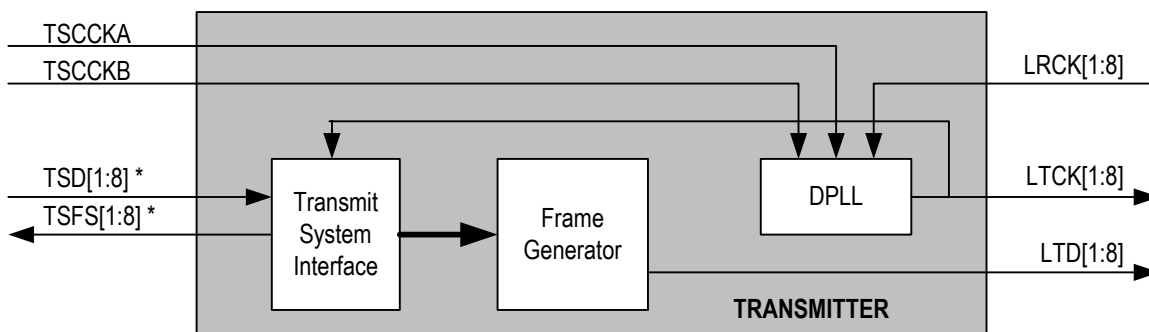 TSCCKA
TSCCKB
LRCK[1:8]
TSD[1:8] *
TSFS[1:8] *
Transmit
System
Interface
Frame
Generator
DPLL
LTCK[1:8]
LTD[1:8]
TRANSMITTER